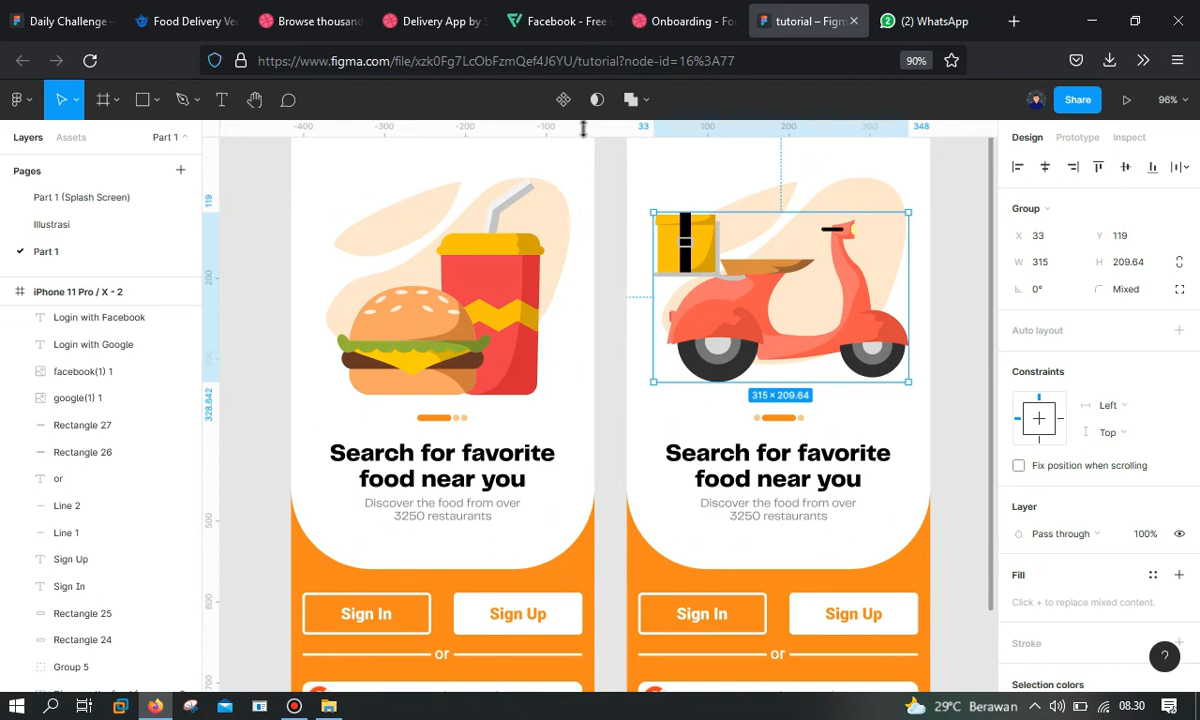 Daily Challenge -
Food Delivery Ve
Browse thousand
Delivery App by S
Facebook - Free s
Onboarding - Fou
tutorial – Figm
(2) WhatsApp
https://www.figma.com/file/xzk0Fg7LcObFzmQef4J6YU/tutorial?node-id=16%3A77
90%
Share
96%
Layers
Assets
Part 1
Pages
Part 1 (Splash Screen)
Illustrasi
Part 1
iPhone 11 Pro / X - 2
Login with Facebook
Login with Google
facebook(1) 1
google(1) 1
Rectangle 27
Rectangle 26
or
Line 2
Line 1
Sign Up
Sign In
Rectangle 25
Rectangle 24
Group 5
-400
-300
-200
-100
33
100
200
300
348
119
200
328.642
500
600
700
315 × 209.64
Search for favorite
food near you
Discover the food from over
3250 restaurants
Sign In
Sign Up
or
Search for favorite
food near you
Discover the food from over
3250 restaurants
Sign In
Sign Up
or
Design
Prototype
Inspect
Group
X 33
Y 119
W 315
H 209.64
0°
Mixed
Auto layout
Constraints
Left
Top
Fix position when scrolling
Layer
Pass through
100%
Fill
Click + to replace mixed content.
Stroke
?
Selection colors
29°C Berawan
08.30